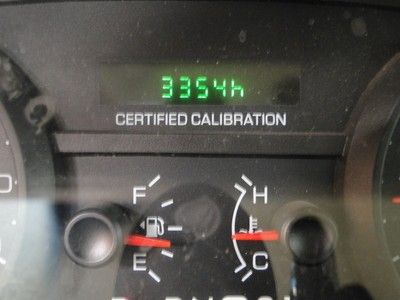 3354h
CERTIFIED CALIBRATION
F H
E C